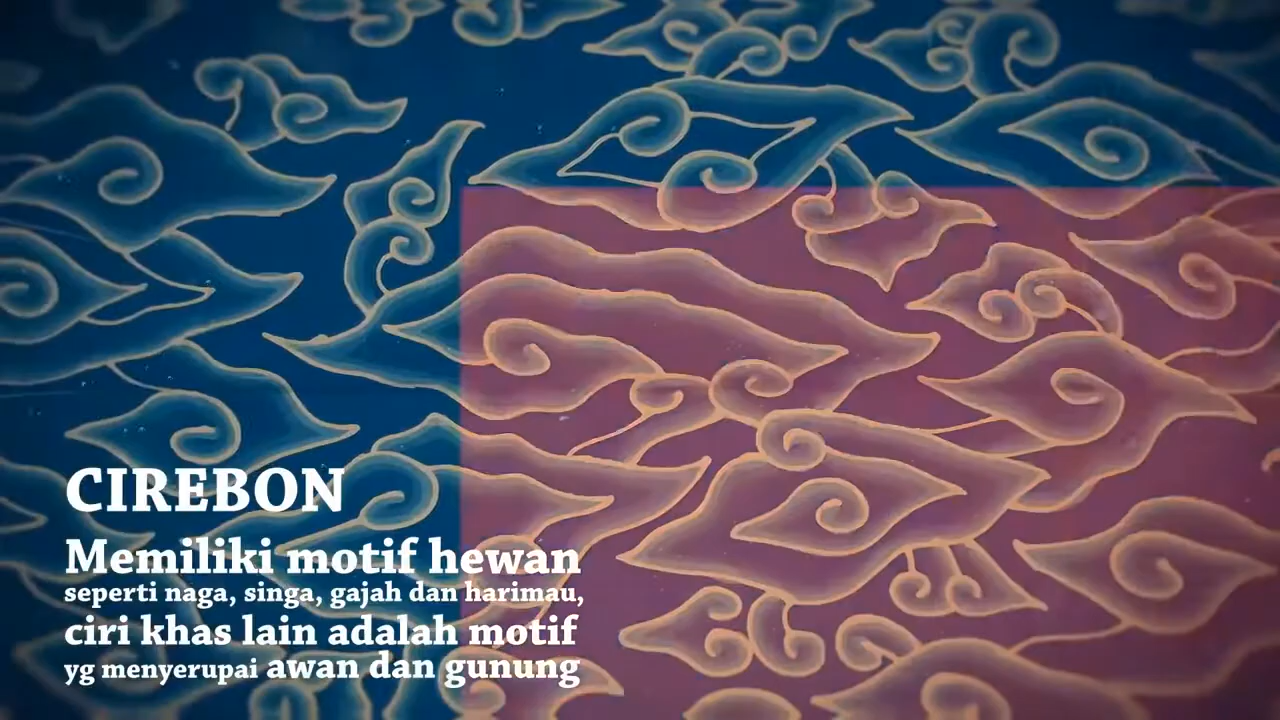 CIREBON
Memiliki motif hewan
seperti naga, singa, gajah dan harimau,
ciri khas lain adalah motif
yg menyerupai awan dan gunung